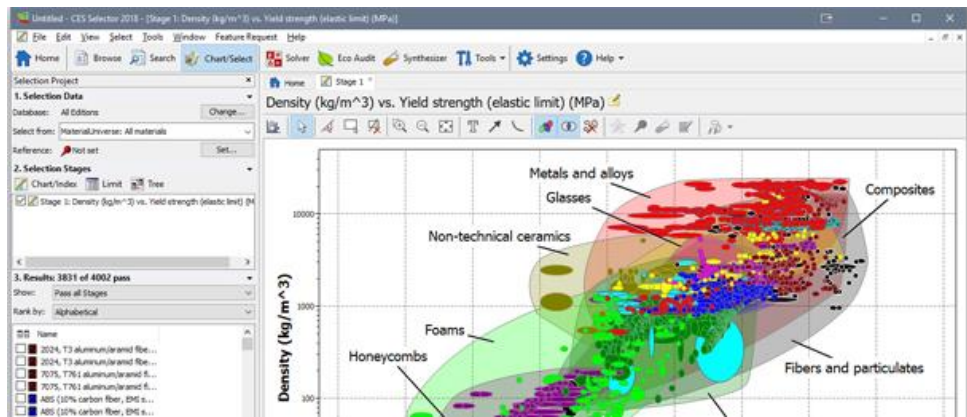 Untitled - CES Selector 2018 - [Stage 1: Density (kg/m^3) vs. Yield strength (elastic limit) (MPa)]
File Edit View Select Tools Window Feature Request Help
Home Browse Search Chart/Select Solver Eco Audit Synthesizer Tools Settings Help
Selection Project
Home Stage 1
1. Selection Data
Density (kg/m^3) vs. Yield strength (elastic limit) (MPa)
Database: All Editions Change...
Select from: MaterialUniverse: All materials
Reference: Not set Set...
2. Selection Stages
Chart/Index Limit Tree
Stage 1: Density (kg/m^3) vs. Yield strength (elastic limit) (M
3. Results: 3831 of 4002 pass
Show: Pass all Stages
Rank by: Alphabetical
Name
2024, T3 aluminum/aramid fibe...
2024, T3 aluminum/aramid fibe...
7075, T761 aluminum/aramid fi...
7075, T761 aluminum/aramid fi...
ABS (10% carbon fiber, EMI s...
ABS (10% carbon fiber, EMI s...
Metals and alloys
Composites
Glasses
Non-technical ceramics
Foams
Honeycombs
Fibers and particulates
Density (kg/m^3)
10000
1000
100